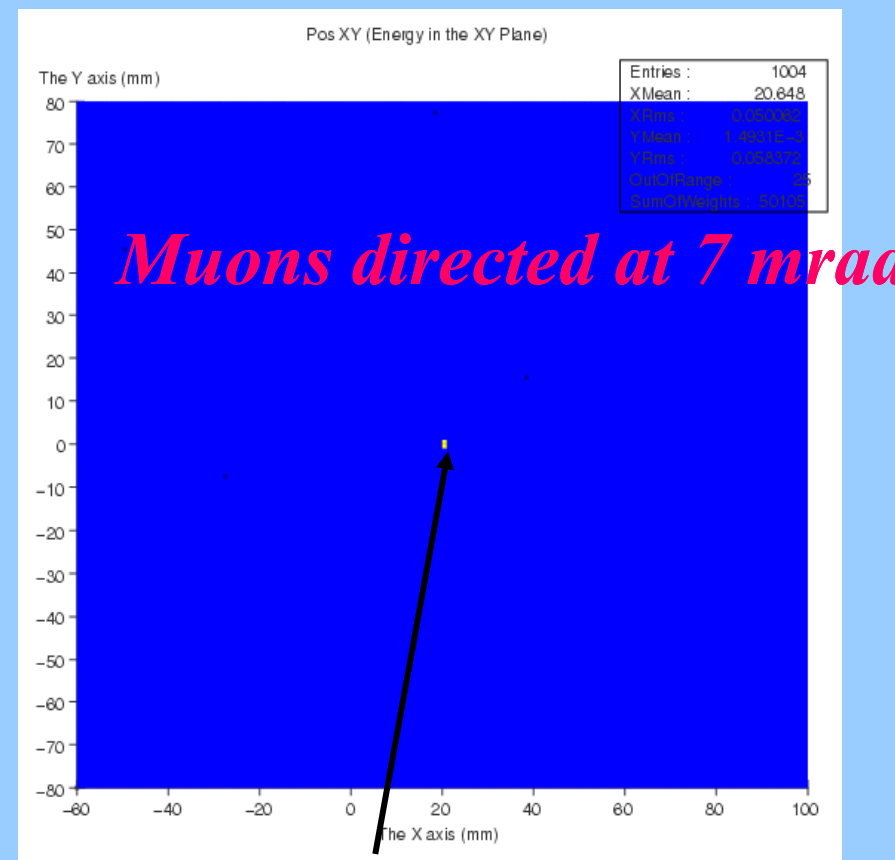 Pos XY (Energy in the XY Plane)
The Y axis (mm)
Entries : 1004
XMean : 20.648
XRms : 0.050062
YMean : 1.4931E-3
YRms : 0.058372
OutOfRange : 25
SumOfWeights : 50105
Muons directed at 7 mrad
80
70
60
50
40
30
20
10
0
-10
-20
-30
-40
-50
-60
-70
-80
-60 -40 -20 0 20 40 60 80 100
The X axis (mm)